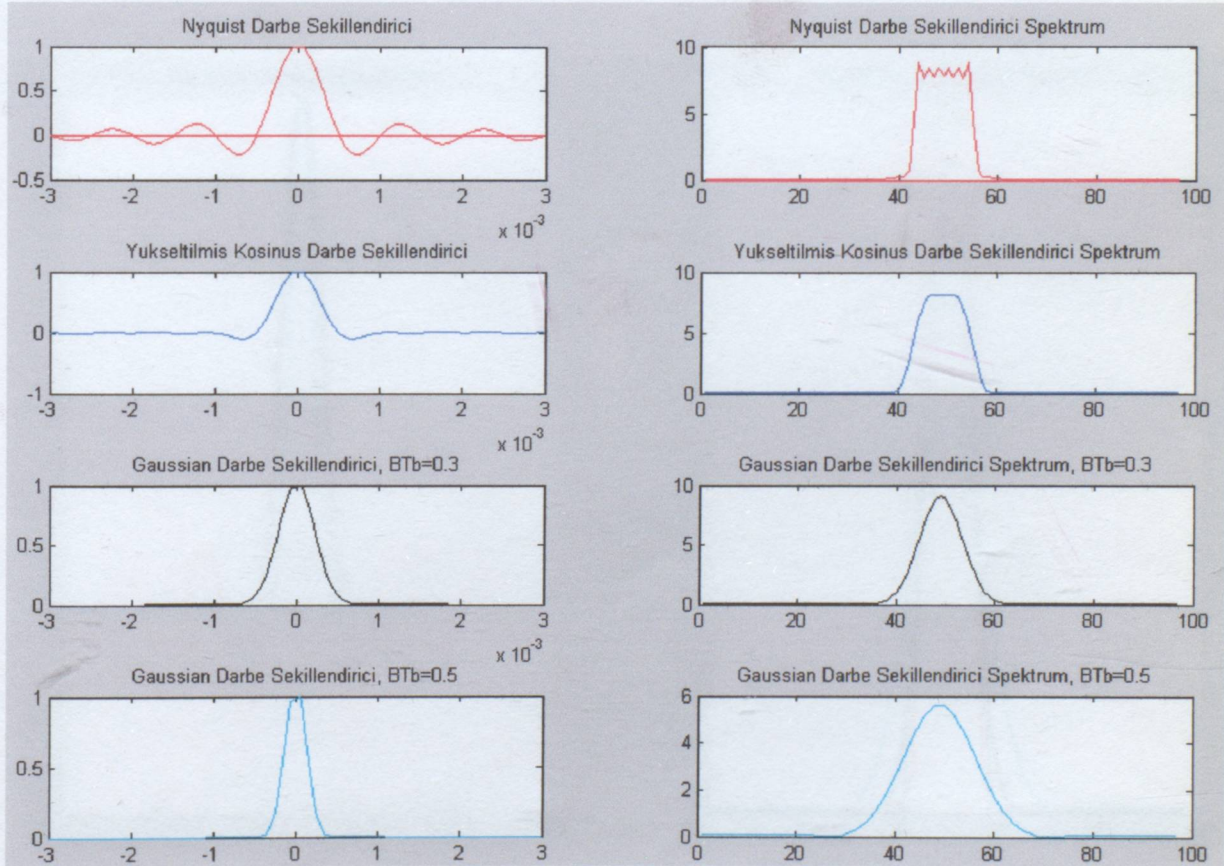 Nyquist Darbe Sekillendirici
1
0.5
0
-0.5
-3 -2 -1 0 1 2 3
x 10-3
Nyquist Darbe Sekillendirici Spektrum
10
5
0
0 20 40 60 80 100
Yukseltilmis Kosinus Darbe Sekillendirici
1
0
-1
-3 -2 -1 0 1 2 3
x 10-3
Yukseltilmis Kosinus Darbe Sekillendirici Spektrum
10
5
0
0 20 40 60 80 100
Gaussian Darbe Sekillendirici, BTb=0.3
1
0.5
0
-3 -2 -1 0 1 2 3
x 10-3
Gaussian Darbe Sekillendirici Spektrum, BTb=0.3
10
5
0
0 20 40 60 80 100
Gaussian Darbe Sekillendirici, BTb=0.5
1
0.5
0
-3 -2 -1 0 1 2 3
Gaussian Darbe Sekillendirici Spektrum, BTb=0.5
6
4
2
0
0 20 40 60 80 100